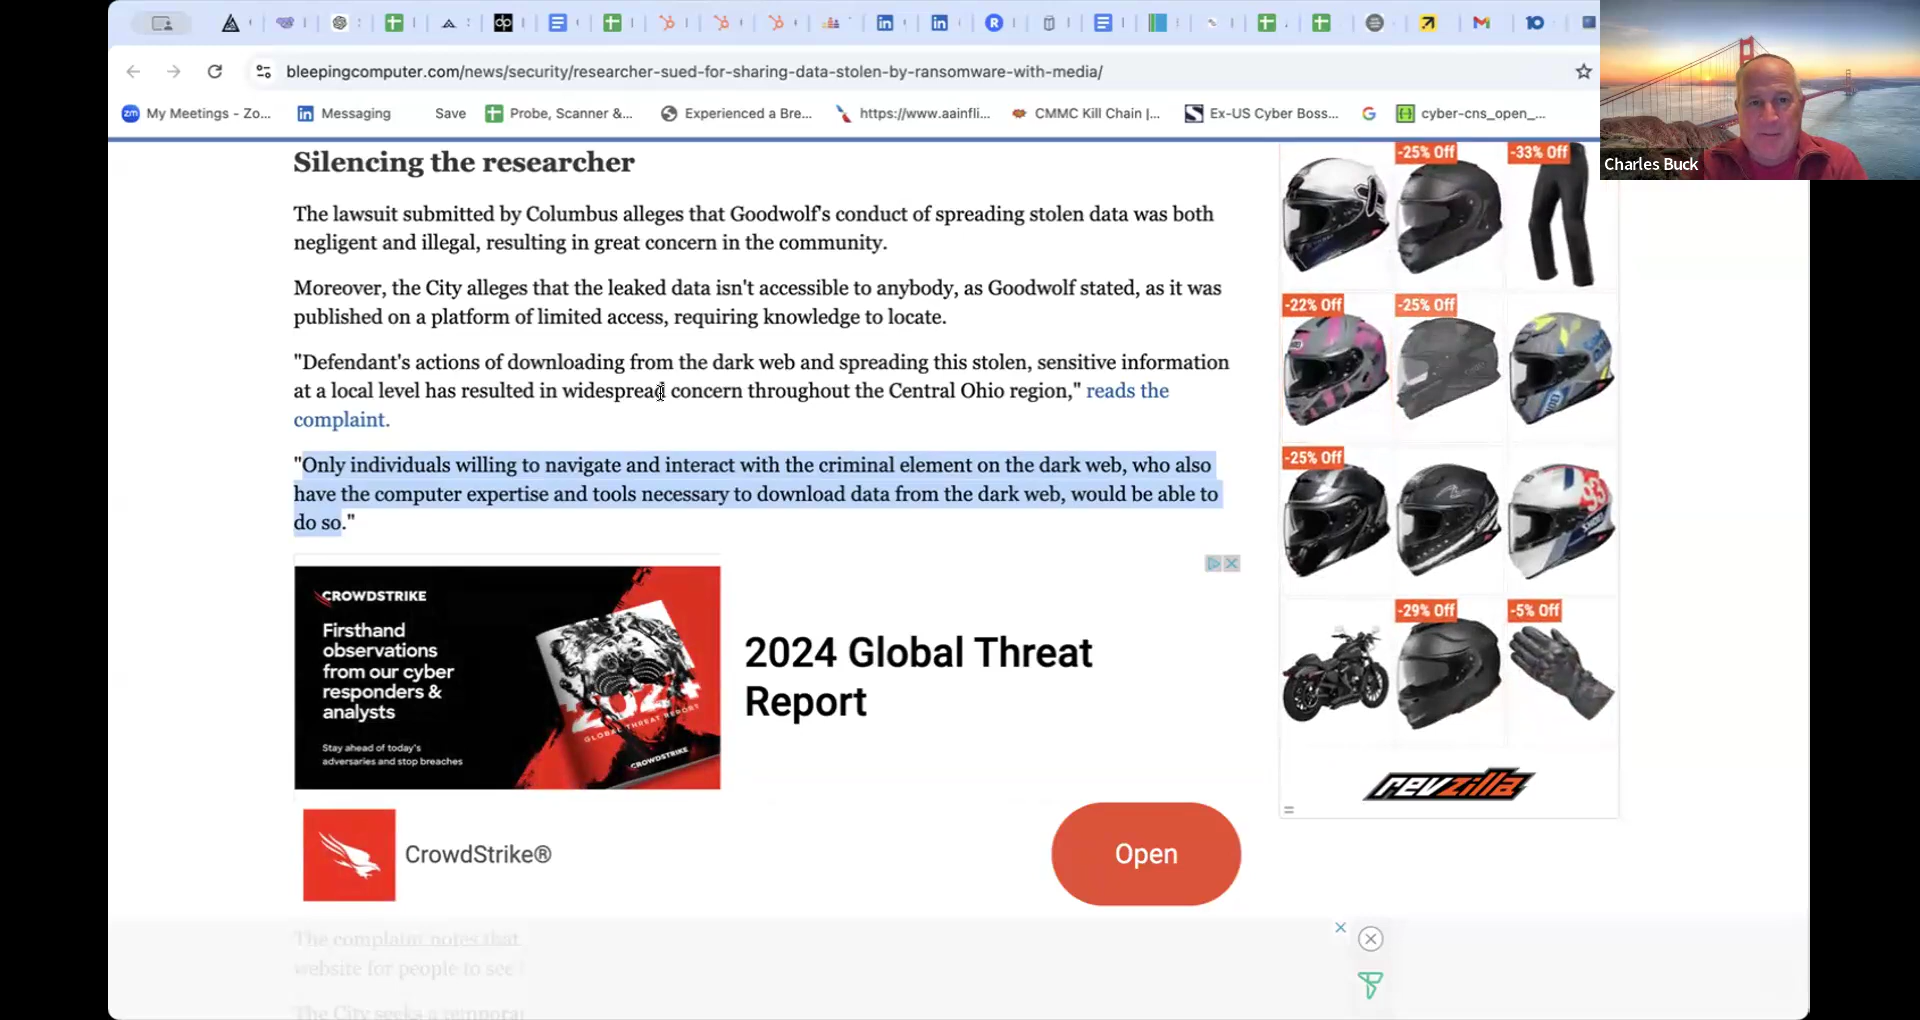 bleepingcomputer.com/news/security/researcher-sued-for-sharing-data-stolen-by-ransomware-with-media/
My Meetings - Zo...
Messaging
Save
Probe, Scanner &...
Experienced a Bre...
https://www.aainfli...
CMMC Kill Chain |...
Ex-US Cyber Boss...
cyber-cns_open_...
Charles Buck
Silencing the researcher
The lawsuit submitted by Columbus alleges that Goodwolf's conduct of spreading stolen data was both
negligent and illegal, resulting in great concern in the community.
Moreover, the City alleges that the leaked data isn't accessible to anybody, as Goodwolf stated, as it was
published on a platform of limited access, requiring knowledge to locate.
"Defendant's actions of downloading from the dark web and spreading this stolen, sensitive information
at a local level has resulted in widespread concern throughout the Central Ohio region," reads the
complaint.
"Only individuals willing to navigate and interact with the criminal element on the dark web, who also
have the computer expertise and tools necessary to download data from the dark web, would be able to
do so."
CROWDSTRIKE
Firsthand
observations
from our cyber
responders &
analysts
Stay ahead of today's
adversaries and stop breaches
GLOBAL THREAT REPORT
CROWDSTRIKE
2024 Global Threat
Report
CrowdStrike®
Open
-25% Off
-33% Off
-22% Off
-25% Off
-25% Off
-29% Off
-5% Off
revzilla
The complaint notes that
website for people to see
The City seeks a temporar